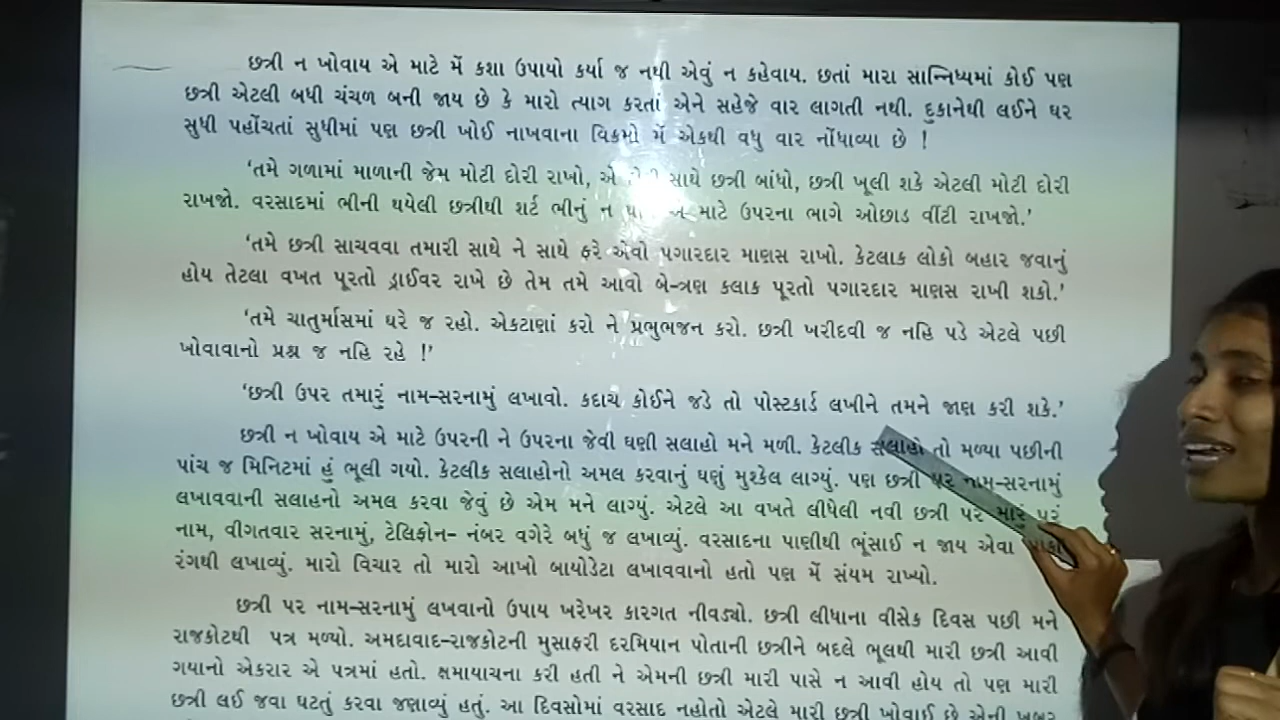 છત્રી ન ખોવાય એ માટે મેં કશા ઉપાયો કર્યા જ નથી એવું ન કહેવાય. છતાં મારા સાન્નિધ્યમાં કોઈ પણ
છત્રી એટલી બધી ચંચળ બની જાય છે કે મારો ત્યાગ કરતાં એને સહેજે વાર લાગતી નથી. દુકાનેથી લઈને ઘર
સુધી પહોંચતાં સુધીમાં પણ છત્રી ખોઈ નાખવાના વિક્રમો મેં એકથી વધુ વાર નોંધાવ્યા છે !
‘તમે ગળામાં માળાની જેમ મોટી દોરી રાખો, એ સાથે છત્રી બાંધો, છત્રી ખૂલી શકે એટલી મોટી દોરી
રાખજો. વરસાદમાં ભીની થયેલી છત્રીથી શર્ટ ભીનું ન માટે ઉપરના ભાગે ઓછાડ વીંટી રાખજો.’
‘તમે છત્રી સાચવવા તમારી સાથે ને સાથે ફરે એવો પગારદાર માણસ રાખો. કેટલાક લોકો બહાર જવાનું
હોય તેટલા વખત પૂરતો ડ્રાઈવર રાખે છે તેમ તમે આવો બે-ત્રણ કલાક પૂરતો પગારદાર માણસ રાખી શકો.’
‘તમે ચાતુર્માસમાં ઘરે જ રહો. એકટાણાં કરો ને પ્રભુભજન કરો. છત્રી ખરીદવી જ નહિ પડે એટલે પછી
ખોવાવાનો પ્રશ્ન જ નહિ રહે !’
‘છત્રી ઉપર તમારું નામ-સરનામું લખાવો. કદાચ કોઈને જડે તો પોસ્ટકાર્ડ લખીને તમને જાણ કરી શકે.’
છત્રી ન ખોવાય એ માટે ઉપરની ને ઉપરના જેવી ઘણી સલાહો મને મળી. કેટલીક સલાહો તો મળ્યા પછીની
પાંચ જ મિનિટમાં હું ભૂલી ગયો. કેટલીક સલાહોનો અમલ કરવાનું ઘણું મુશ્કેલ લાગ્યું. પણ છત્રી પર નામ-સરનામું
લખાવવાની સલાહનો અમલ કરવા જેવું છે એમ મને લાગ્યું. એટલે આ વખતે લીધેલી નવી છત્રી પર મારું પૂરું
નામ, વીગતવાર સરનામું, ટેલિફોન- નંબર વગેરે બધું જ લખાવ્યું. વરસાદના પાણીથી ભૂંસાઈ ન જાય એવા પાકા
રંગથી લખાવ્યું. મારો વિચાર તો મારો આખો બાયોડેટા લખાવવાનો હતો પણ મેં સંયમ રાખ્યો.
છત્રી પર નામ-સરનામું લખવાનો ઉપાય ખરેખર કારગત નીવડ્યો. છત્રી લીધાના વીસેક દિવસ પછી મને
રાજકોટથી પત્ર મળ્યો. અમદાવાદ-રાજકોટની મુસાફરી દરમિયાન પોતાની છત્રીને બદલે ભૂલથી મારી છત્રી આવી
ગયાનો એકરાર એ પત્રમાં હતો. ક્ષમાયાચના કરી હતી ને એમની છત્રી મારી પાસે ન આવી હોય તો પણ મારી
છત્રી લઈ જવા ઘટતું કરવા જણાવ્યું હતું. આ દિવસોમાં વરસાદ નહોતો એટલે મારી છત્રી ખોવાઈ છે એની ખબર